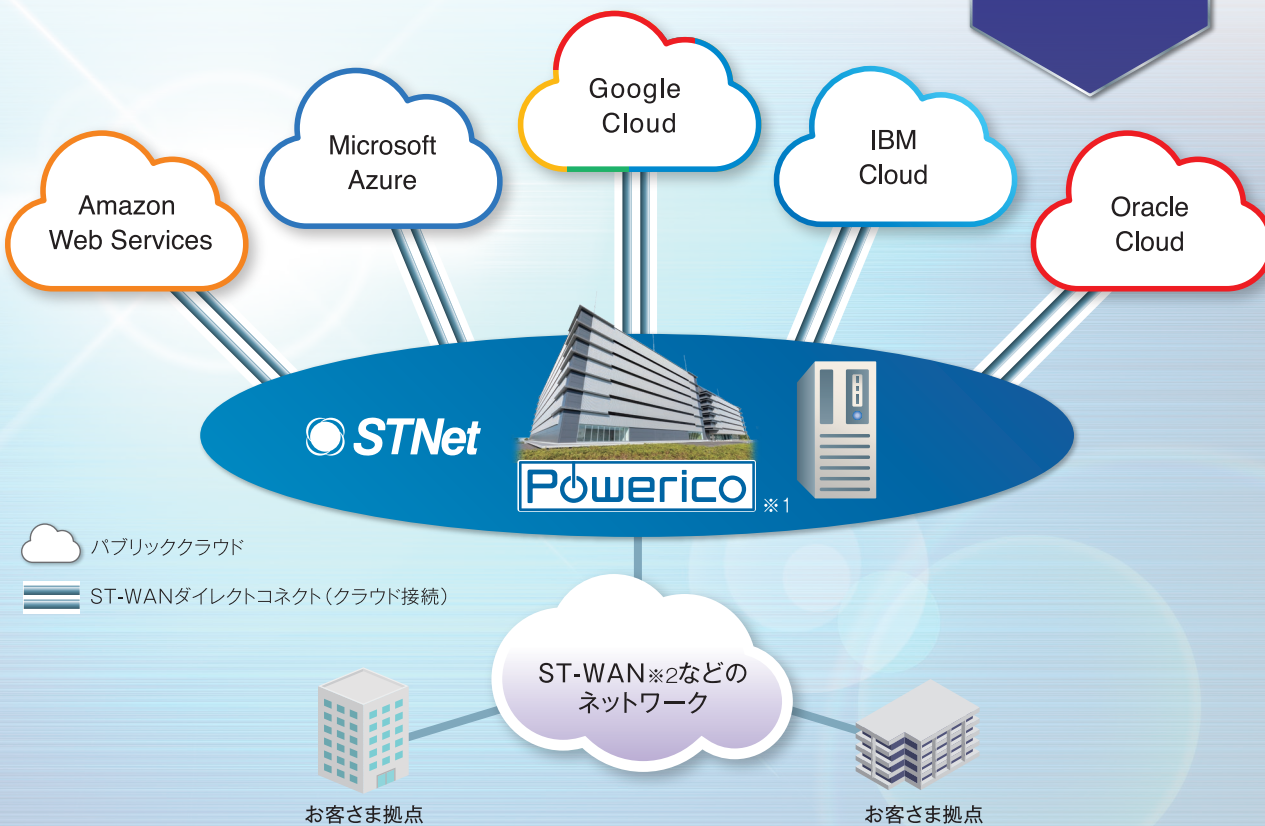 Google
Cloud
Microsoft
Azure
IBM
Cloud
Amazon
Web Services
Oracle
Cloud
STNet
Powerico ※1
パブリッククラウド
ST-WANダイレクトコネクト（クラウド接続）
ST-WAN※2などの
ネットワーク
お客さま拠点
お客さま拠点